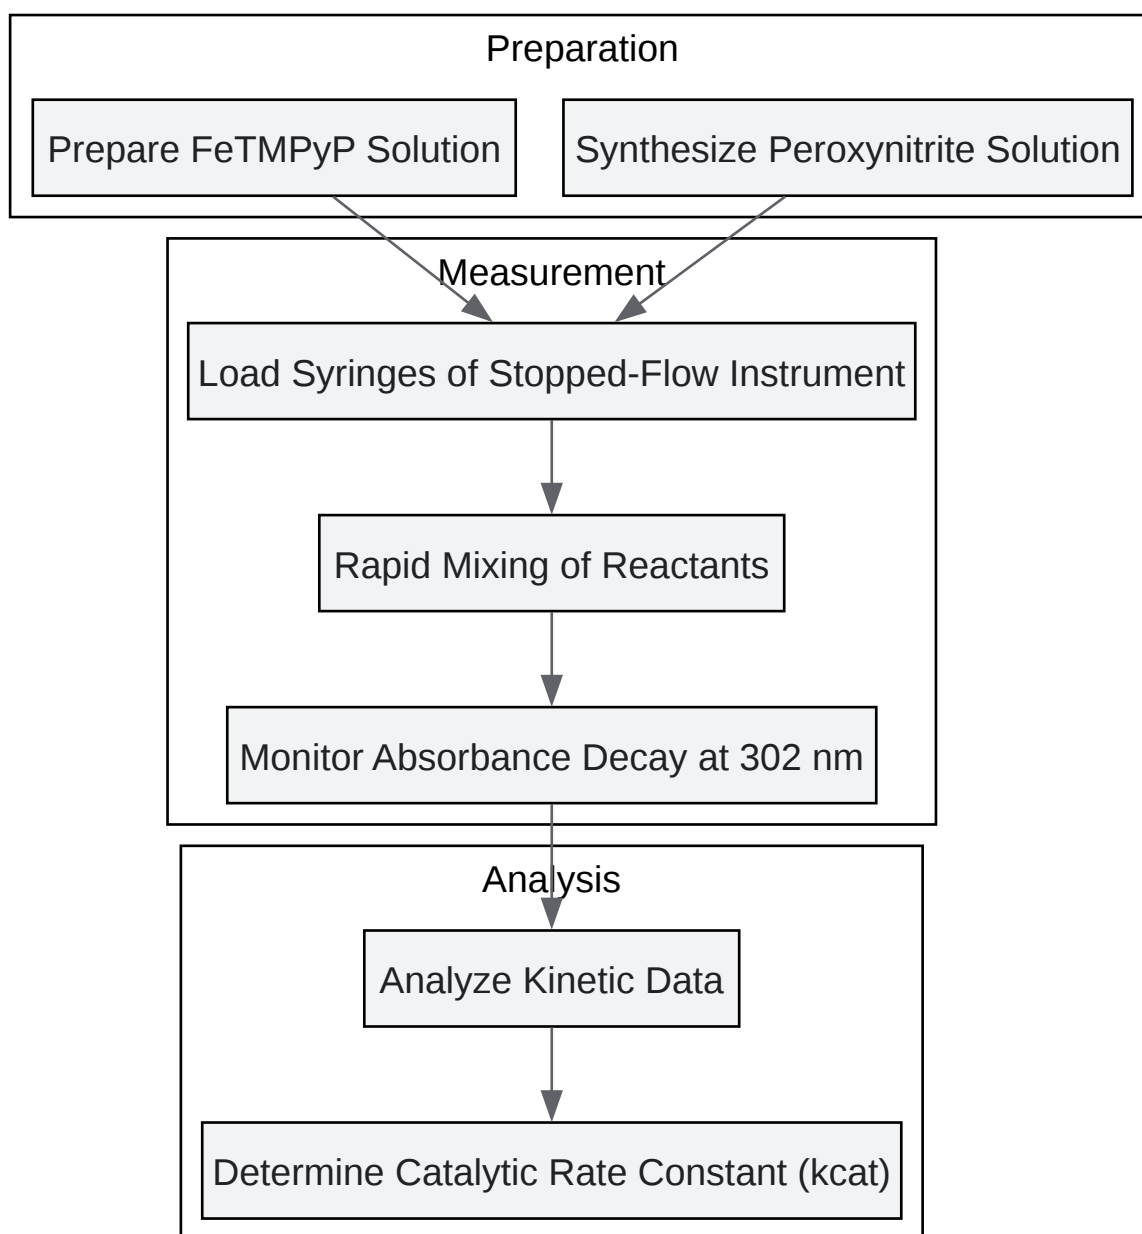 Preparation
Prepare FeTMPyP Solution
Synthesize Peroxynitrite Solution
Measurement
Load Syringes of Stopped-Flow Instrument
Rapid Mixing of Reactants
Monitor Absorbance Decay at 302 nm
Analysis
Analyze Kinetic Data
Determine Catalytic Rate Constant (kcat)